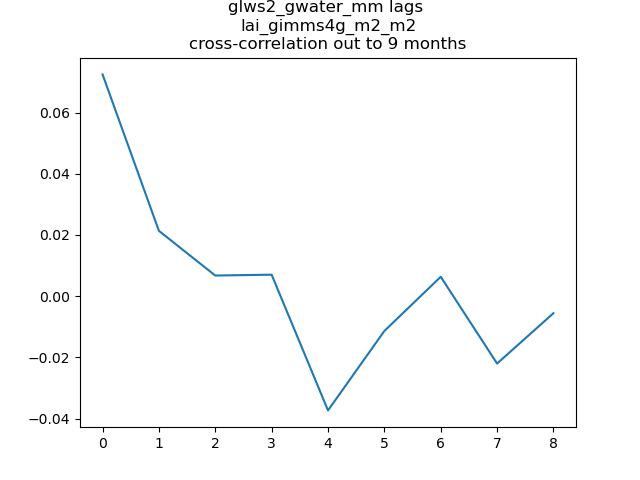 glws2_gwater_mm lags
lai_gimms4g_m2_m2
cross-correlation out to 9 months
0.06
0.04
0.02
0.00
−0.02
−0.04
0 1 2 3 4 5 6 7 8